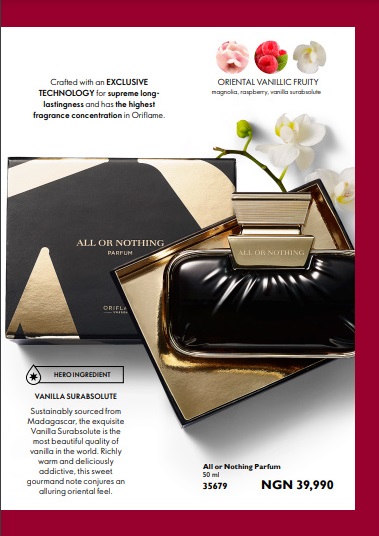 Crafted with an EXCLUSIVE
TECHNOLOGY for supreme long-
lastingness and has the highest
fragrance concentration in Oriflame.
ORIENTAL VANILLIC FRUITY
magnolia, raspberry, vanilla surabsolute
ALL OR NOTHING
PARFUM
ALL OR NOTHING
HERO INGREDIENT
VANILLA SURABSOLUTE
Sustainably sourced from
Madagascar, the exquisite
Vanilla Surabsolute is the
most beautiful quality of
vanilla in the world. Richly
warm and deliciously
addictive, this sweet
gourmand note conjures an
alluring oriental feel.
All or Nothing Parfum
50 ml
35679 NGN 39,990